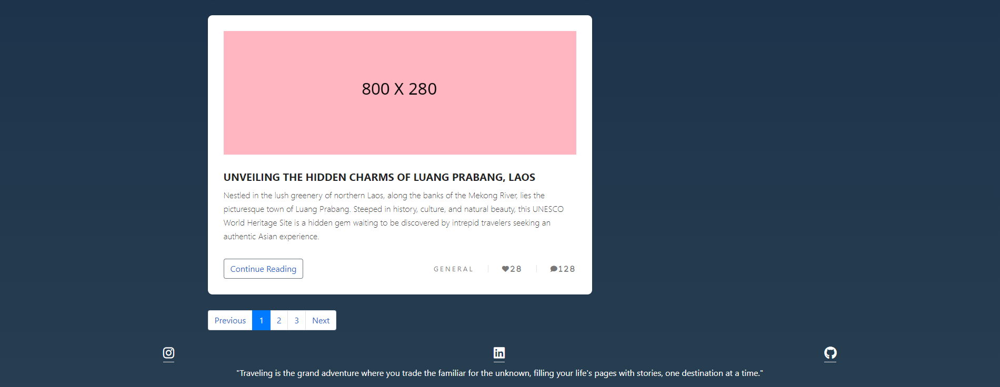 800 X 280
UNVEILING THE HIDDEN CHARMS OF LUANG PRABANG, LAOS
Nestled in the lush greenery of northern Laos, along the banks of the Mekong River, lies the
picturesque town of Luang Prabang. Steeped in history, culture, and natural beauty, this UNESCO
World Heritage Site is a hidden gem waiting to be discovered by intrepid travelers seeking an
authentic Asian experience.
Continue Reading GENERAL 28 128
Previous 1 2 3 Next
in
"Traveling is the grand adventure where you trade the familiar for the unknown, filling your life's pages with stories, one destination at a time."